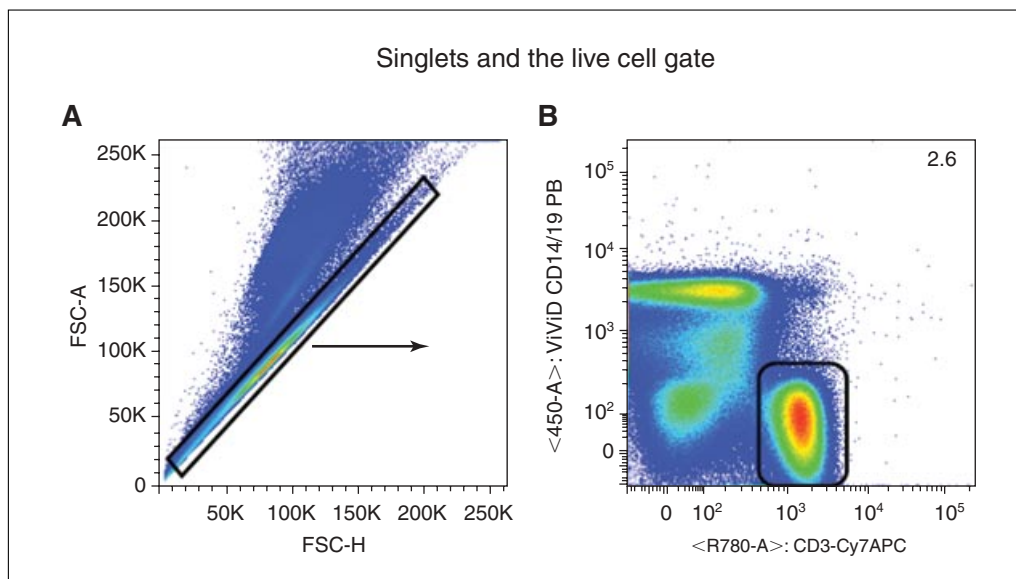 Singlets and the live cell gate
A
250K
200K
150K
100K
50K
0
FSC-A
50K 100K 150K 200K 250K
FSC-H
B
2.6
10⁵
10⁴
10³
10²
0
<450-A>: ViViD CD14/19 PB
0 10² 10³ 10⁴ 10⁵
<R780-A>: CD3-Cy7APC